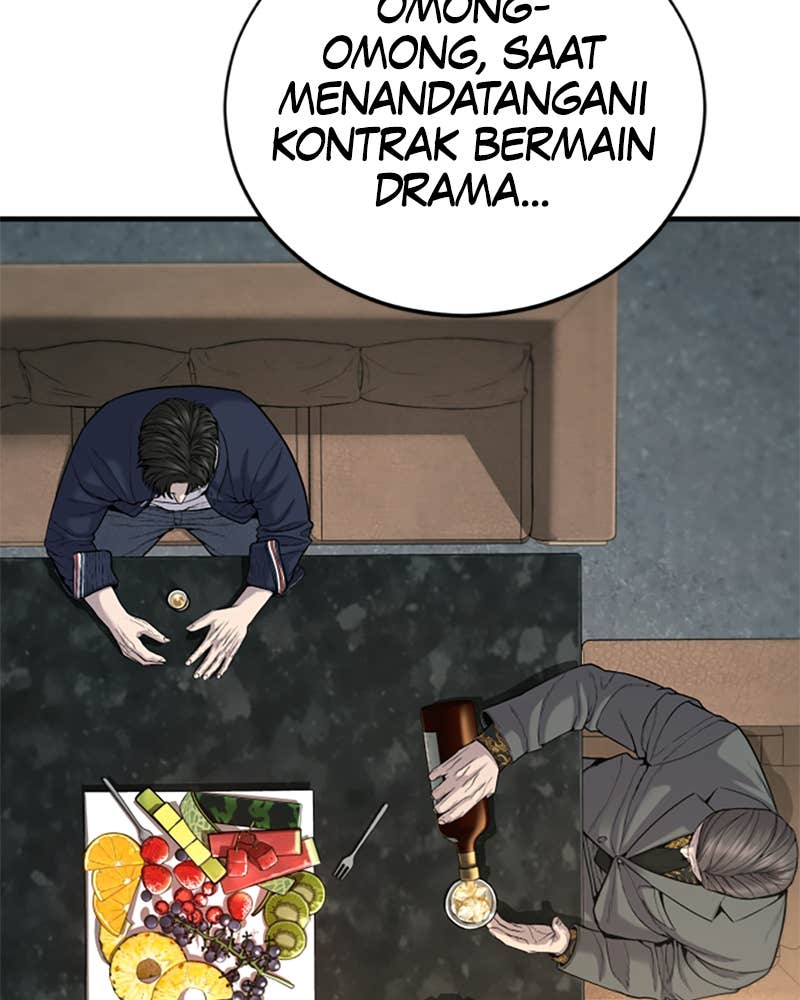 OMONG-
OMONG, SAAT
MENANDATANGANI
KONTRAK BERMAIN
DRAMA...